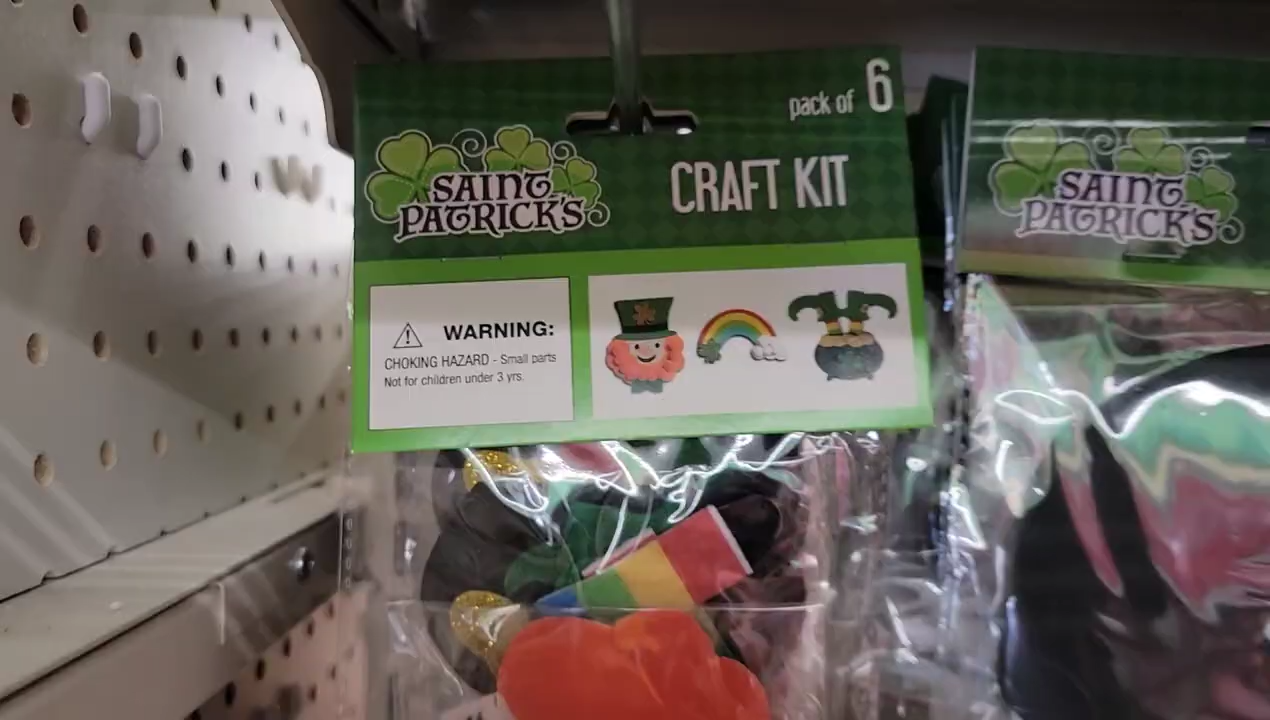 pack of 6
SAINT
PATRICK'S
CRAFT KIT
WARNING:
CHOKING HAZARD - Small parts
Not for children under 3 yrs.
SAINT
PATRICK'S